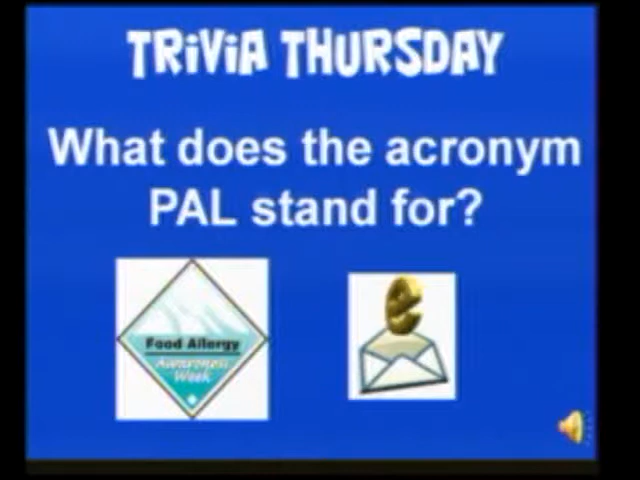 TRIVIA THURSDAY
What does the acronym
PAL stand for?
Food Allergy
Awareness
Week
e